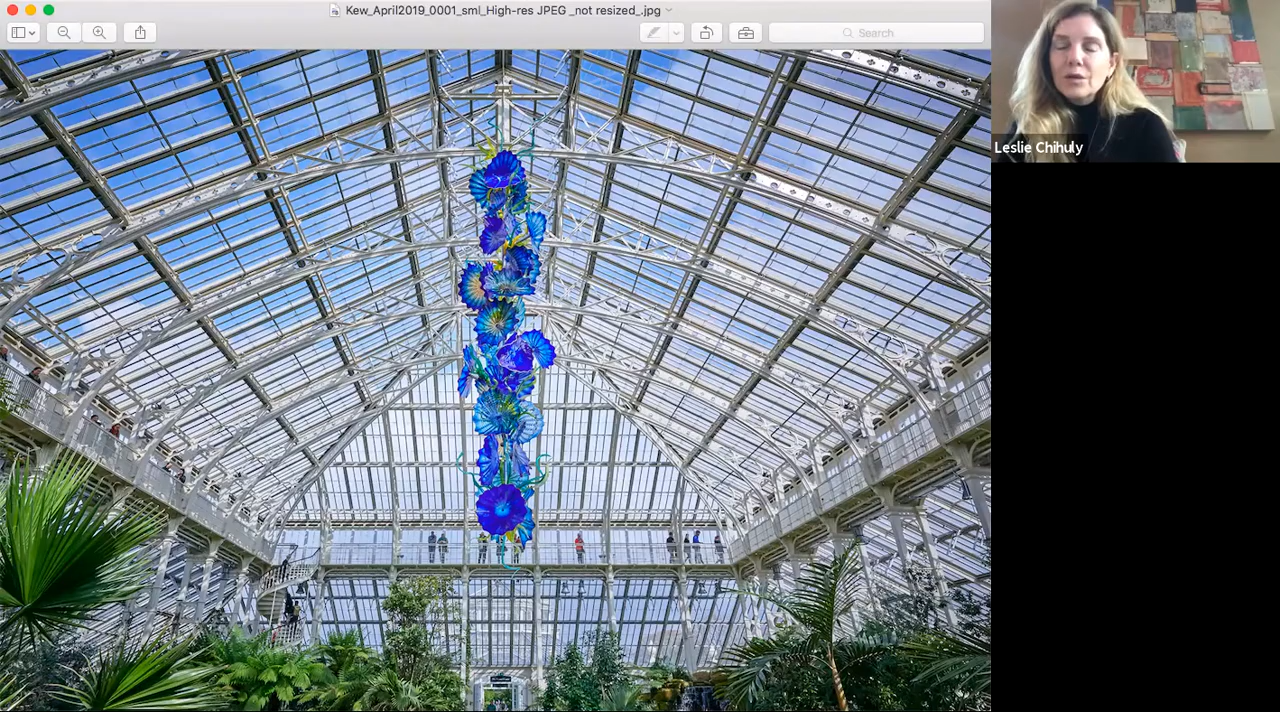 Kew_April2019_0001_sml_High-res JPEG _not resized_.jpg
Search
Leslie Chihuly